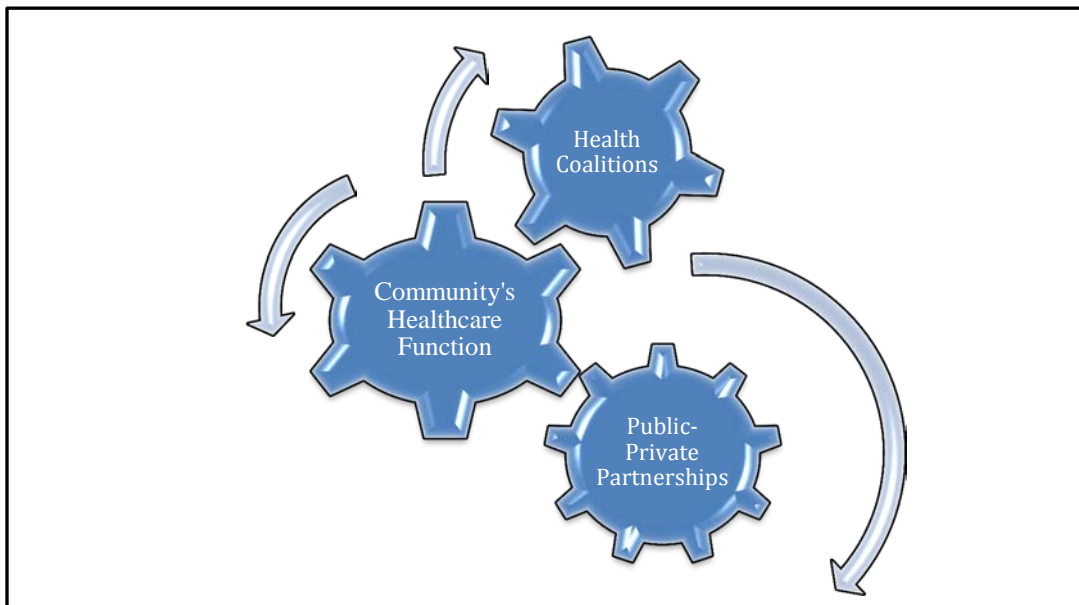 Health
Coalitions
Community's
Healthcare
Function
Public-
Private
Partnerships